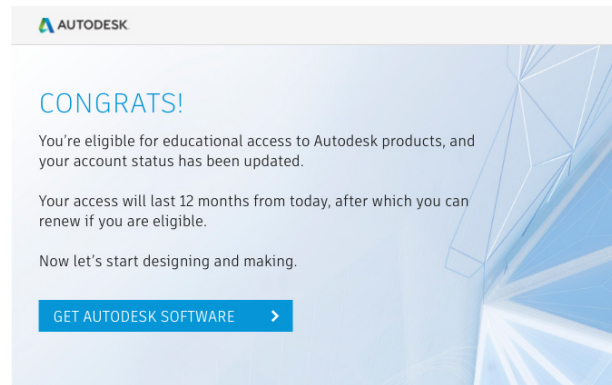 AUTODESK
CONGRATS!
You're eligible for educational access to Autodesk products, and
your account status has been updated.
Your access will last 12 months from today, after which you can
renew if you are eligible.
Now let's start designing and making.
GET AUTODESK SOFTWARE